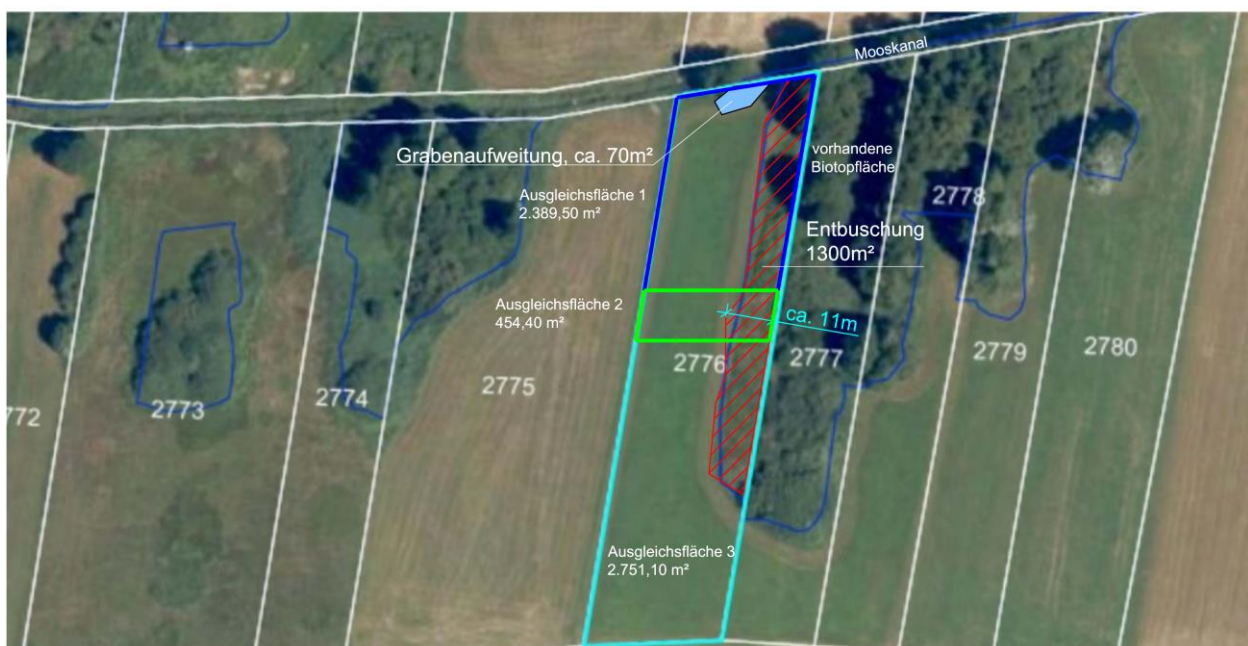 Mooskanal
Grabenaufweitung, ca. 70m²
vorhandene
Biotopfläche
Ausgleichsfläche 1
2.389,50 m²
2778
Entbuschung
1300m²
Ausgleichsfläche 2
454,40 m²
ca. 11m
2776
2777
2779
2780
2775
2774
2773
772
Ausgleichsfläche 3
2.751,10 m²